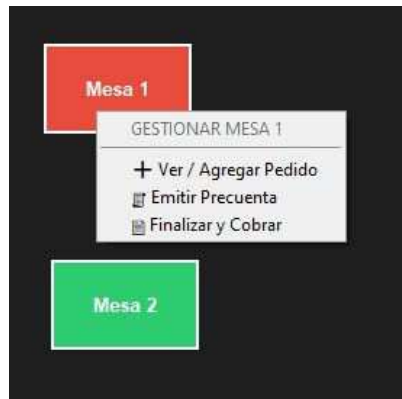 Mesa 1
GESTIONAR MESA 1
+ Ver / Agregar Pedido
Emitir Precuenta
Finalizar y Cobrar
Mesa 2